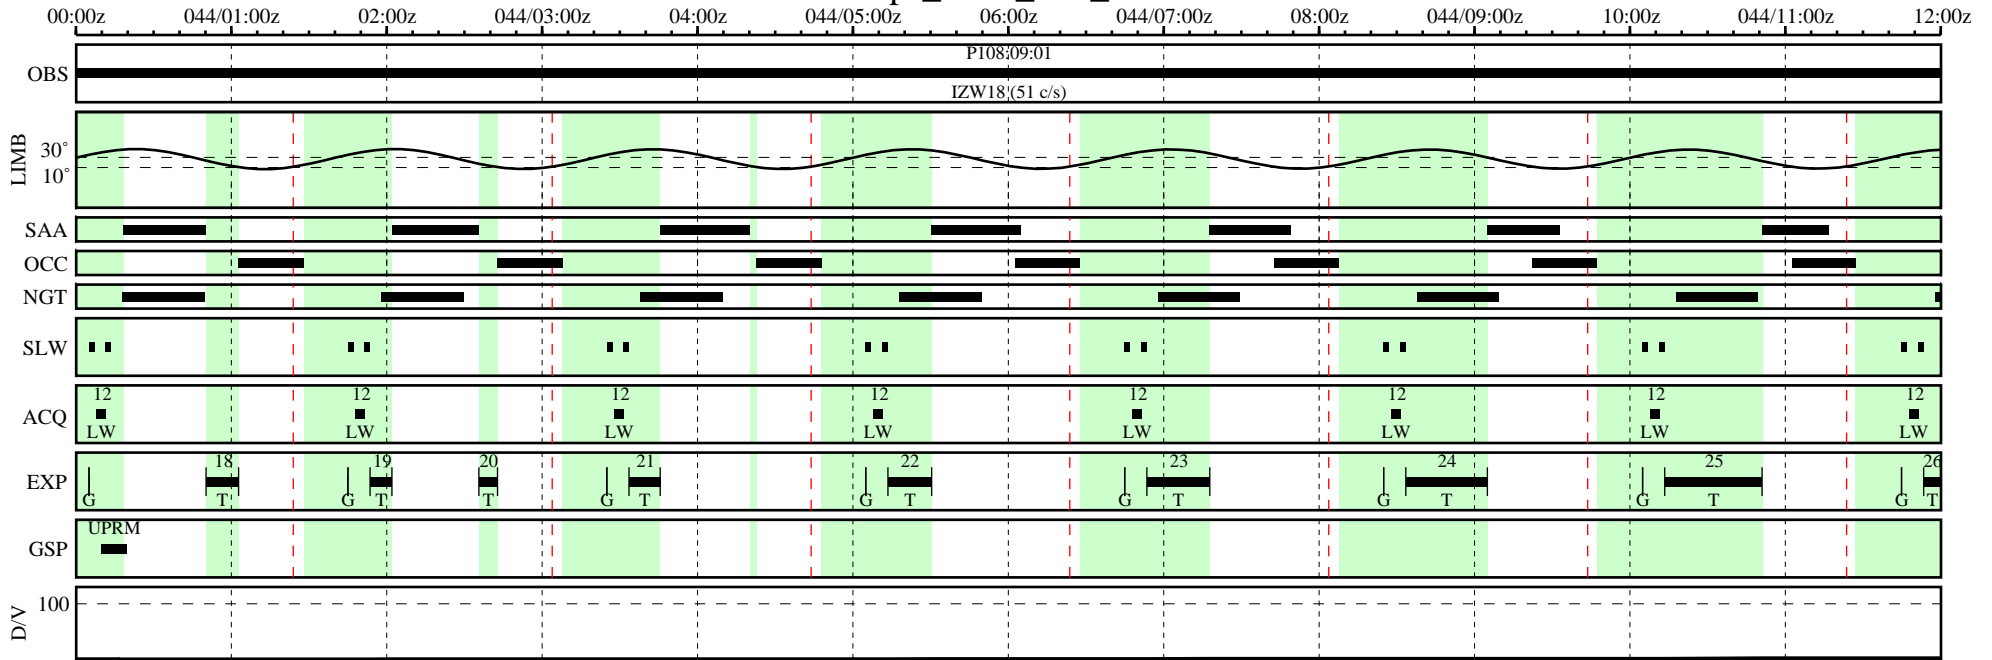 00:00z 044/01:00z 02:00z 044/03:00z 04:00z 044/05:00z 06:00z 044/07:00z 08:00z 044/09:00z 10:00z 044/11:00z 12:00z
P108:09:01
OBS
IZW18 (51 c/s)
LIMB
30°
10°
SAA
OCC
NGT
SLW
12 12 12 12 12 12 12 12
ACQ
LW LW LW LW LW LW LW LW
18 19 20 21 22 23 24 25 26
EXP
G T G T T G T G T G T G T G T G T
UPRM
GSP
100
D/V